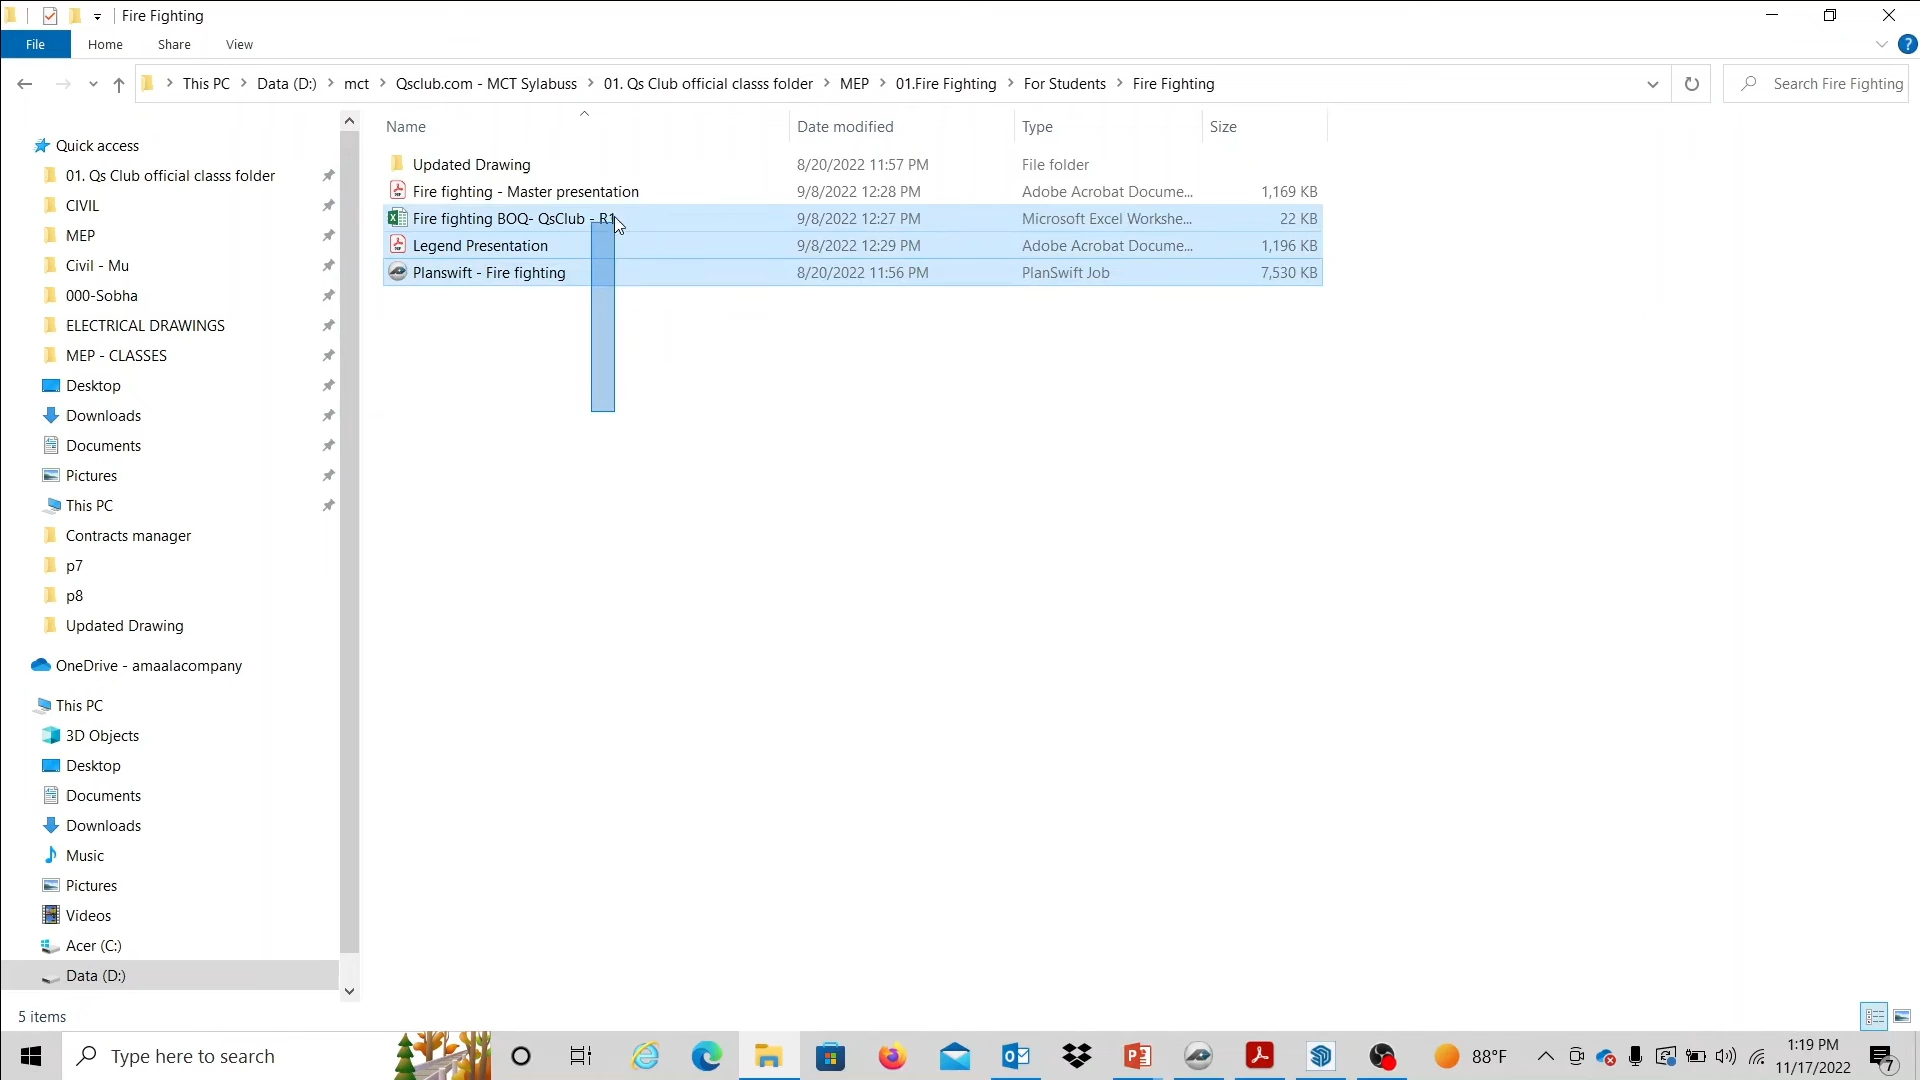 Fire Fighting
File Home Share View
This PC Data (D:) mct Qsclub.com - MCT Sylabuss 01. Qs Club official classs folder MEP 01.Fire Fighting For Students Fire Fighting Search Fire Fighting
Name Date modified Type Size
Updated Drawing 8/20/2022 11:57 PM File folder
Fire fighting - Master presentation 9/8/2022 12:28 PM Adobe Acrobat Docume... 1,169 KB
Fire fighting BOQ- QsClub - R1 9/8/2022 12:27 PM Microsoft Excel Workshe... 22 KB
Legend Presentation 9/8/2022 12:29 PM Adobe Acrobat Docume... 1,196 KB
Planswift - Fire fighting 8/20/2022 11:56 PM PlanSwift Job 7,530 KB
Quick access
01. Qs Club official classs folder
CIVIL
MEP
Civil - Mu
000-Sobha
ELECTRICAL DRAWINGS
MEP - CLASSES
Desktop
Downloads
Documents
Pictures
This PC
Contracts manager
p7
p8
Updated Drawing
OneDrive - amaalacompany
This PC
3D Objects
Desktop
Documents
Downloads
Music
Pictures
Videos
Acer (C:)
Data (D:)
5 items
Type here to search
88°F
1:19 PM
11/17/2022
7